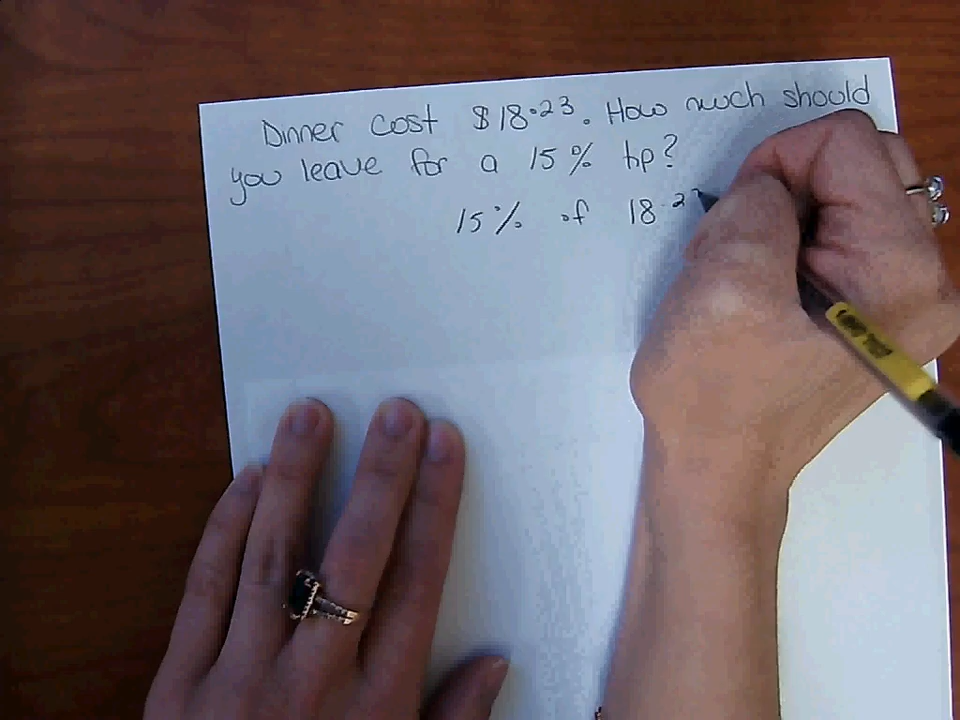 Dinner cost $18.23. How much should
you leave for a 15% tip?
15% of 18.2